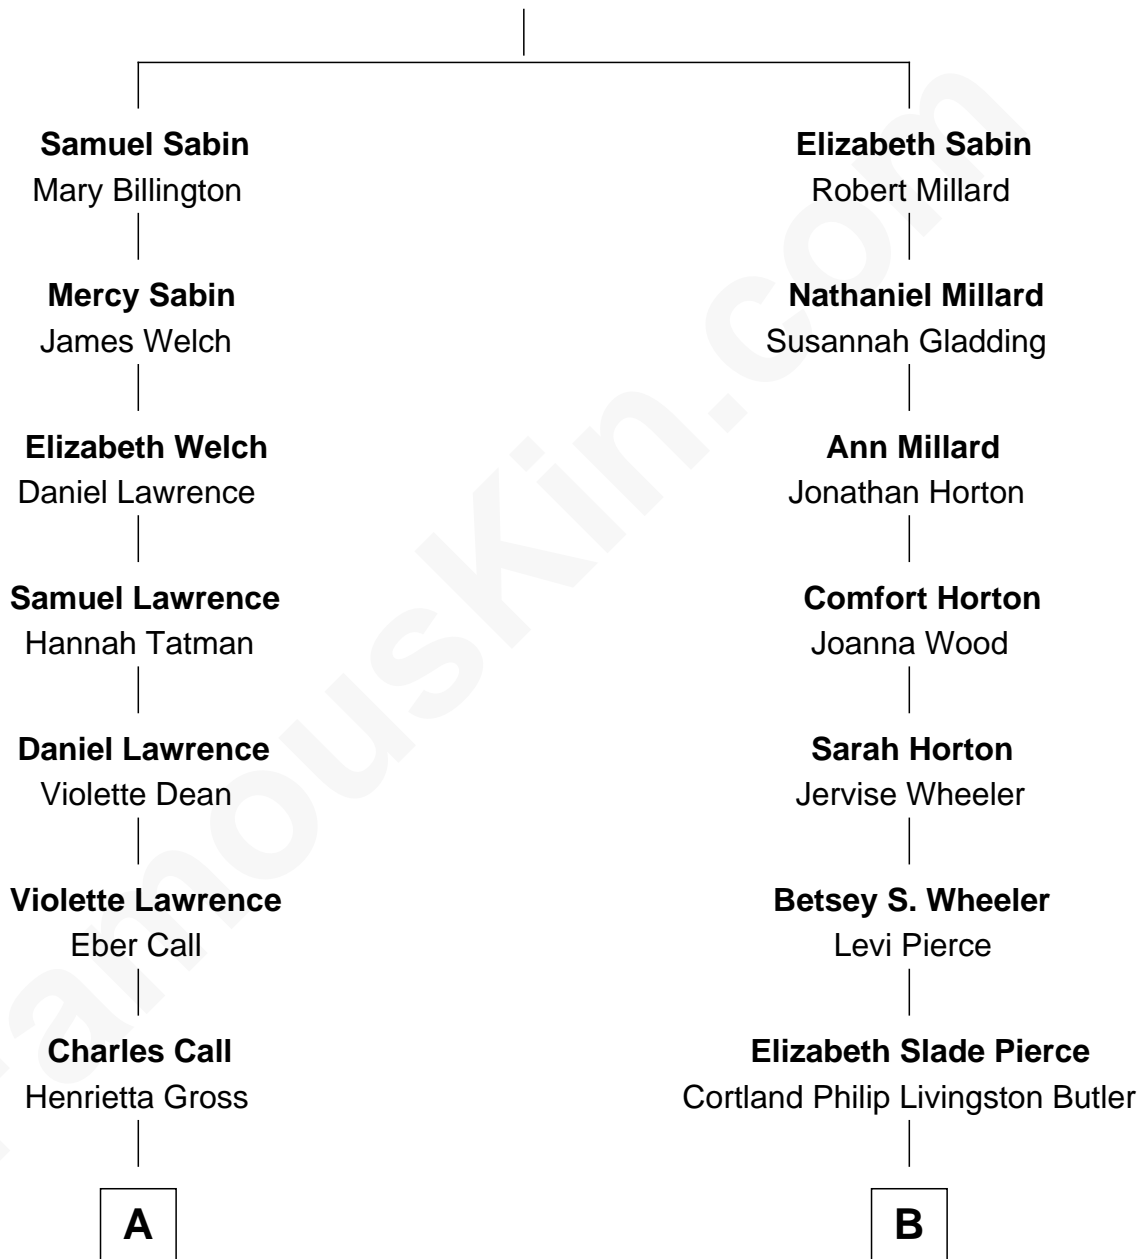 Samuel Sabin
Mary Billington
Mercy Sabin
James Welch
Elizabeth Welch
Daniel Lawrence
Samuel Lawrence
Hannah Tatman
Daniel Lawrence
Violette Dean
Violette Lawrence
Eber Call
Charles Call
Henrietta Gross
A
Elizabeth Sabin
Robert Millard
Nathaniel Millard
Susannah Gladding
Ann Millard
Jonathan Horton
Comfort Horton
Joanna Wood
Sarah Horton
Jervise Wheeler
Betsey S. Wheeler
Levi Pierce
Elizabeth Slade Pierce
Cortland Philip Livingston Butler
B
FamousKin.com